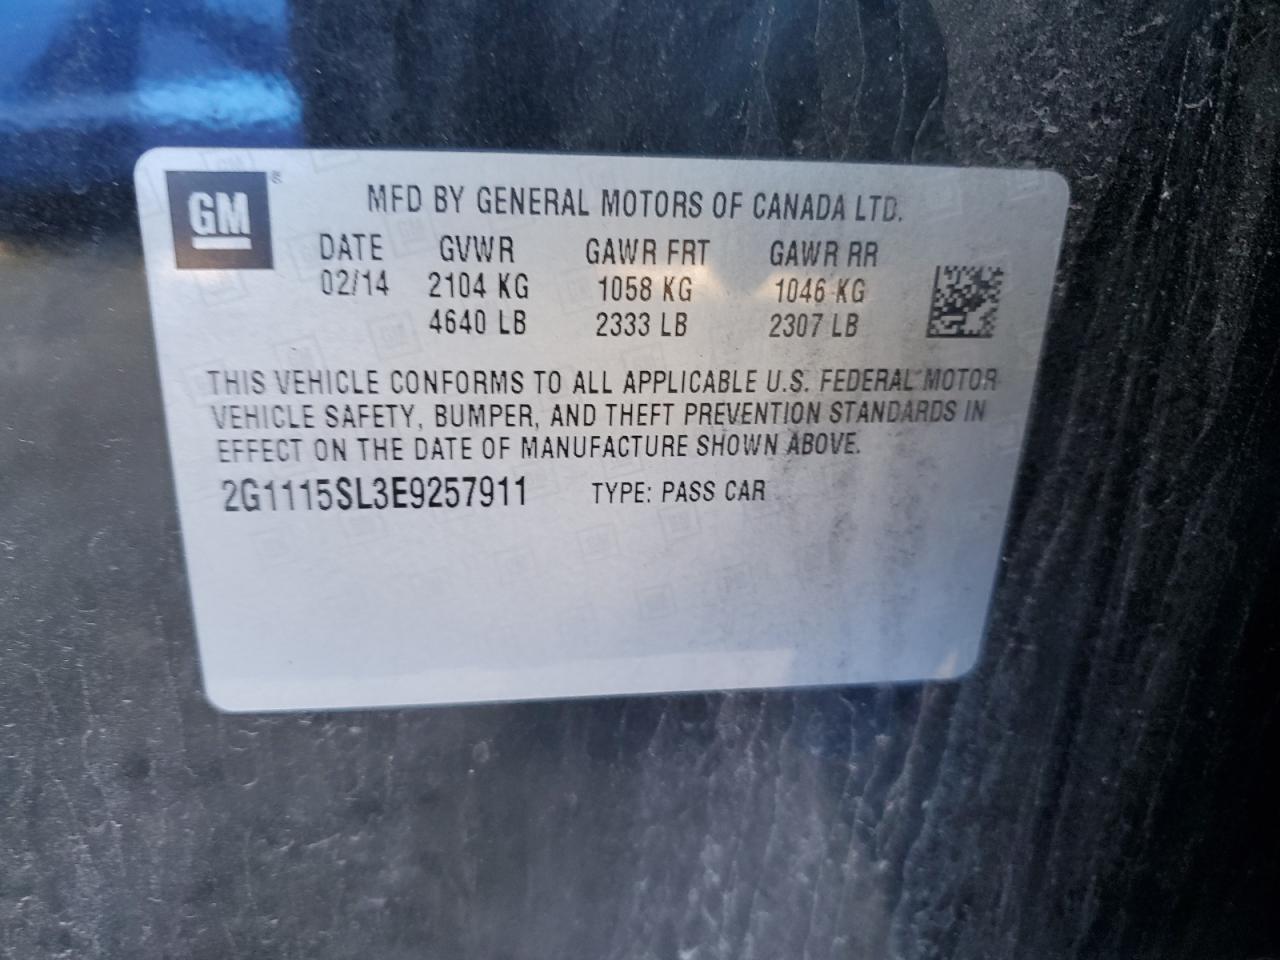 GM ®
MFD BY GENERAL MOTORS OF CANADA LTD.
DATE GVWR GAWR FRT GAWR RR
02/14 2104 KG 1058 KG 1046 KG
4640 LB 2333 LB 2307 LB
THIS VEHICLE CONFORMS TO ALL APPLICABLE U.S. FEDERAL MOTOR
VEHICLE SAFETY, BUMPER, AND THEFT PREVENTION STANDARDS IN
EFFECT ON THE DATE OF MANUFACTURE SHOWN ABOVE.
2G1115SL3E9257911 TYPE: PASS CAR